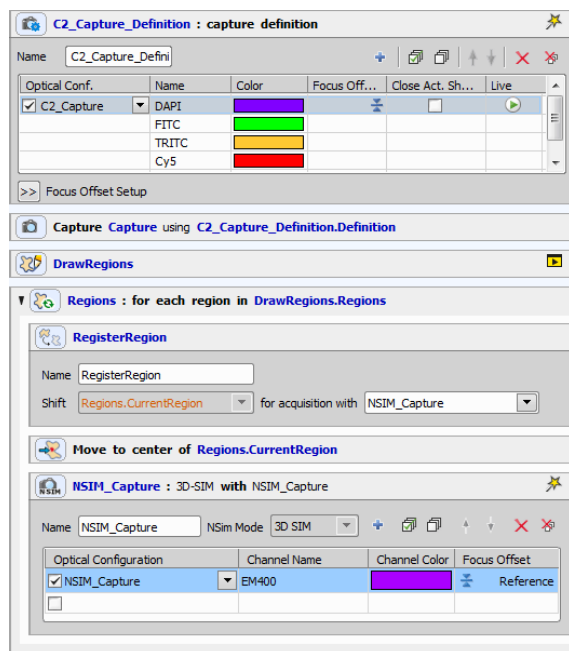 C2_Capture_Definition : capture definition
Name C2_Capture_Defini
Optical Conf. Name Color Focus Off... Close Act. Sh... Live
C2_Capture DAPI
FITC
TRITC
Cy5
>> Focus Offset Setup
Capture Capture using C2_Capture_Definition.Definition
DrawRegions
Regions : for each region in DrawRegions.Regions
RegisterRegion
Name RegisterRegion
Shift Regions.CurrentRegion for acquisition with NSIM_Capture
Move to center of Regions.CurrentRegion
NSIM NSIM_Capture : 3D-SIM with NSIM_Capture
Name NSIM_Capture NSim Mode 3D SIM
Optical Configuration Channel Name Channel Color Focus Offset
NSIM_Capture EM400 Reference